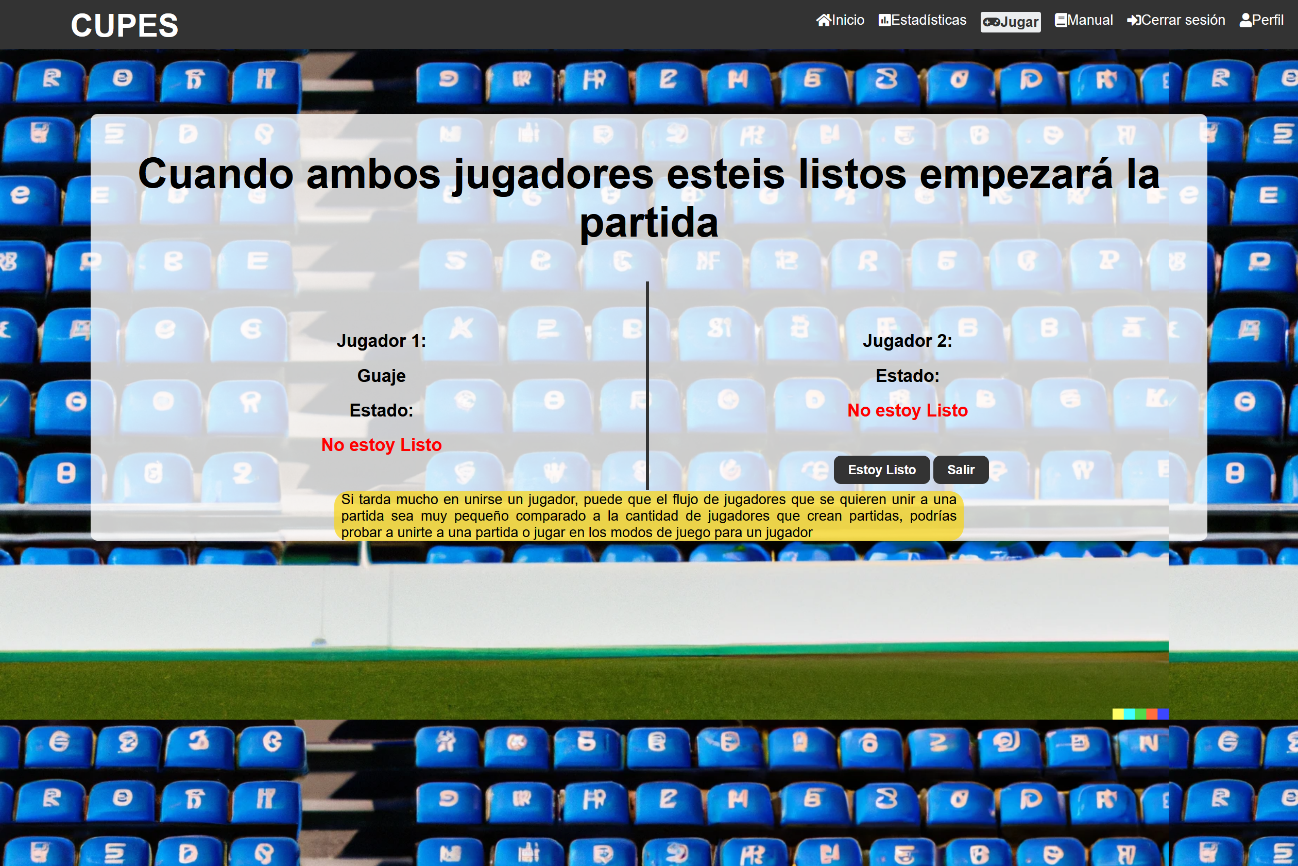 CUPES
Inicio
Estadísticas
Jugar
Manual
Cerrar sesión
Perfil
Cuando ambos jugadores esteis listos empezará la
partida
Jugador 1:
Guaje
Estado:
No estoy Listo
Jugador 2:
Estado:
No estoy Listo
Estoy Listo
Salir
Si tarda mucho en unirse un jugador, puede que el flujo de jugadores que se quieren unir a una
partida sea muy pequeño comparado a la cantidad de jugadores que crean partidas, podrías
probar a unirte a una partida o jugar en los modos de juego para un jugador